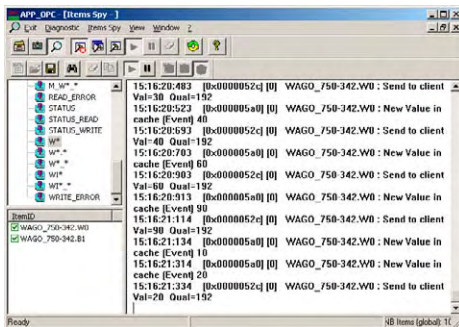 APP_OPC - [Items Spy - ]
Exit Diagnostic Items Spy View Window ?
M_W*_*
READ_ERROR
STATUS
STATUS_READ
STATUS_WRITE
W*
W*.*
W*_*
WI*
WI*_*
WRITE_ERROR
ItemID
WAGO_750-342.W0
WAGO_750-342.B1
15:16:20:483 [0x0000052c] [0] WAGO_750-342.W0 : Send to client
Val=30 Qual=192
15:16:20:523 [0x000005a0] [0] WAGO_750-342.W0 : New Value in
cache (Event) 40
15:16:20:693 [0x0000052c] [0] WAGO_750-342.W0 : Send to client
Val=40 Qual=192
15:16:20:703 [0x000005a0] [0] WAGO_750-342.W0 : New Value in
cache (Event) 60
15:16:20:903 [0x0000052c] [0] WAGO_750-342.W0 : Send to client
Val=60 Qual=192
15:16:20:913 [0x000005a0] [0] WAGO_750-342.W0 : New Value in
cache (Event) 90
15:16:21:114 [0x0000052c] [0] WAGO_750-342.W0 : Send to client
Val=90 Qual=192
15:16:21:134 [0x000005a0] [0] WAGO_750-342.W0 : New Value in
cache (Event) 10
15:16:21:314 [0x000005a0] [0] WAGO_750-342.W0 : New Value in
cache (Event) 20
15:16:21:334 [0x0000052c] [0] WAGO_750-342.W0 : Send to client
Val=20 Qual=192
Ready
NB Items (global): 1